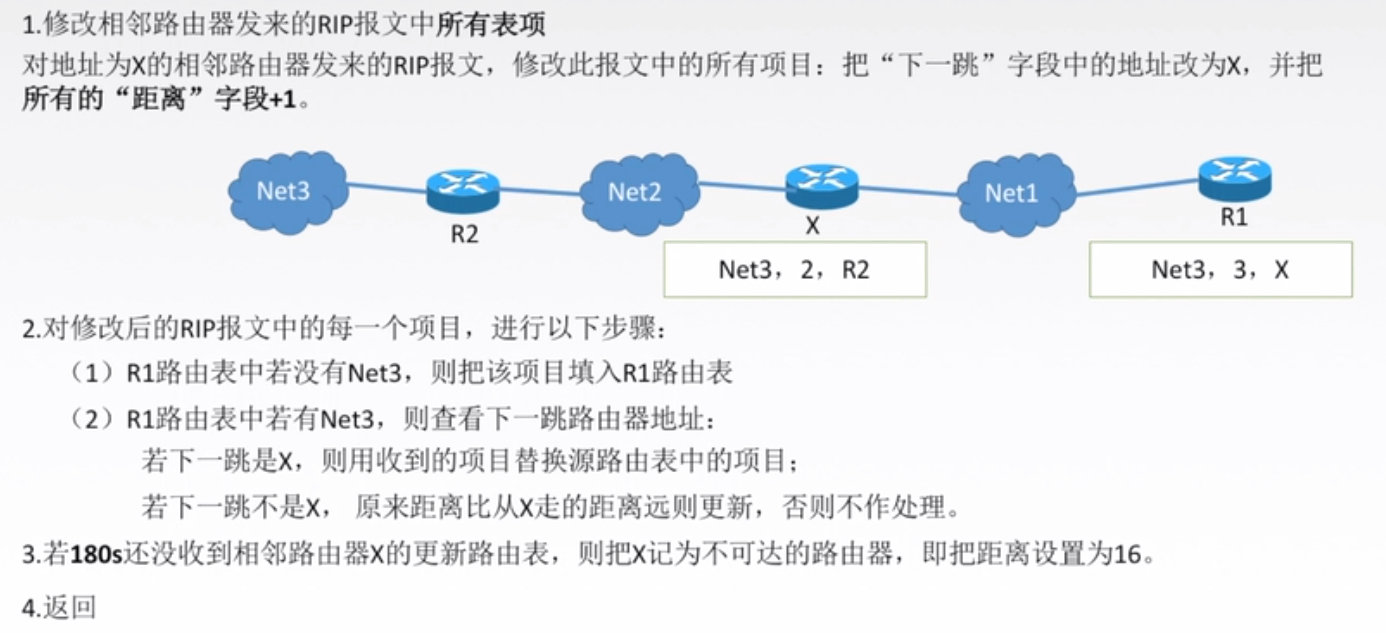 1.修改相邻路由器发来的RIP报文中所有表项
对地址为X的相邻路由器发来的RIP报文，修改此报文中的所有项目：把“下一跳”字段中的地址改为X，并把
所有的“距离”字段+1。
Net3
Net2
Net1
R2
X
R1
Net3，2，R2
Net3，3，X
2.对修改后的RIP报文中的每一个项目，进行以下步骤：
（1）R1路由表中若没有Net3，则把该项目填入R1路由表
（2）R1路由表中若有Net3，则查看下一跳路由器地址：
若下一跳是X，则用收到的项目替换源路由表中的项目；
若下一跳不是X， 原来距离比从X走的距离远则更新，否则不作处理。
3.若180s还没收到相邻路由器X的更新路由表，则把X记为不可达的路由器，即把距离设置为16。
4.返回